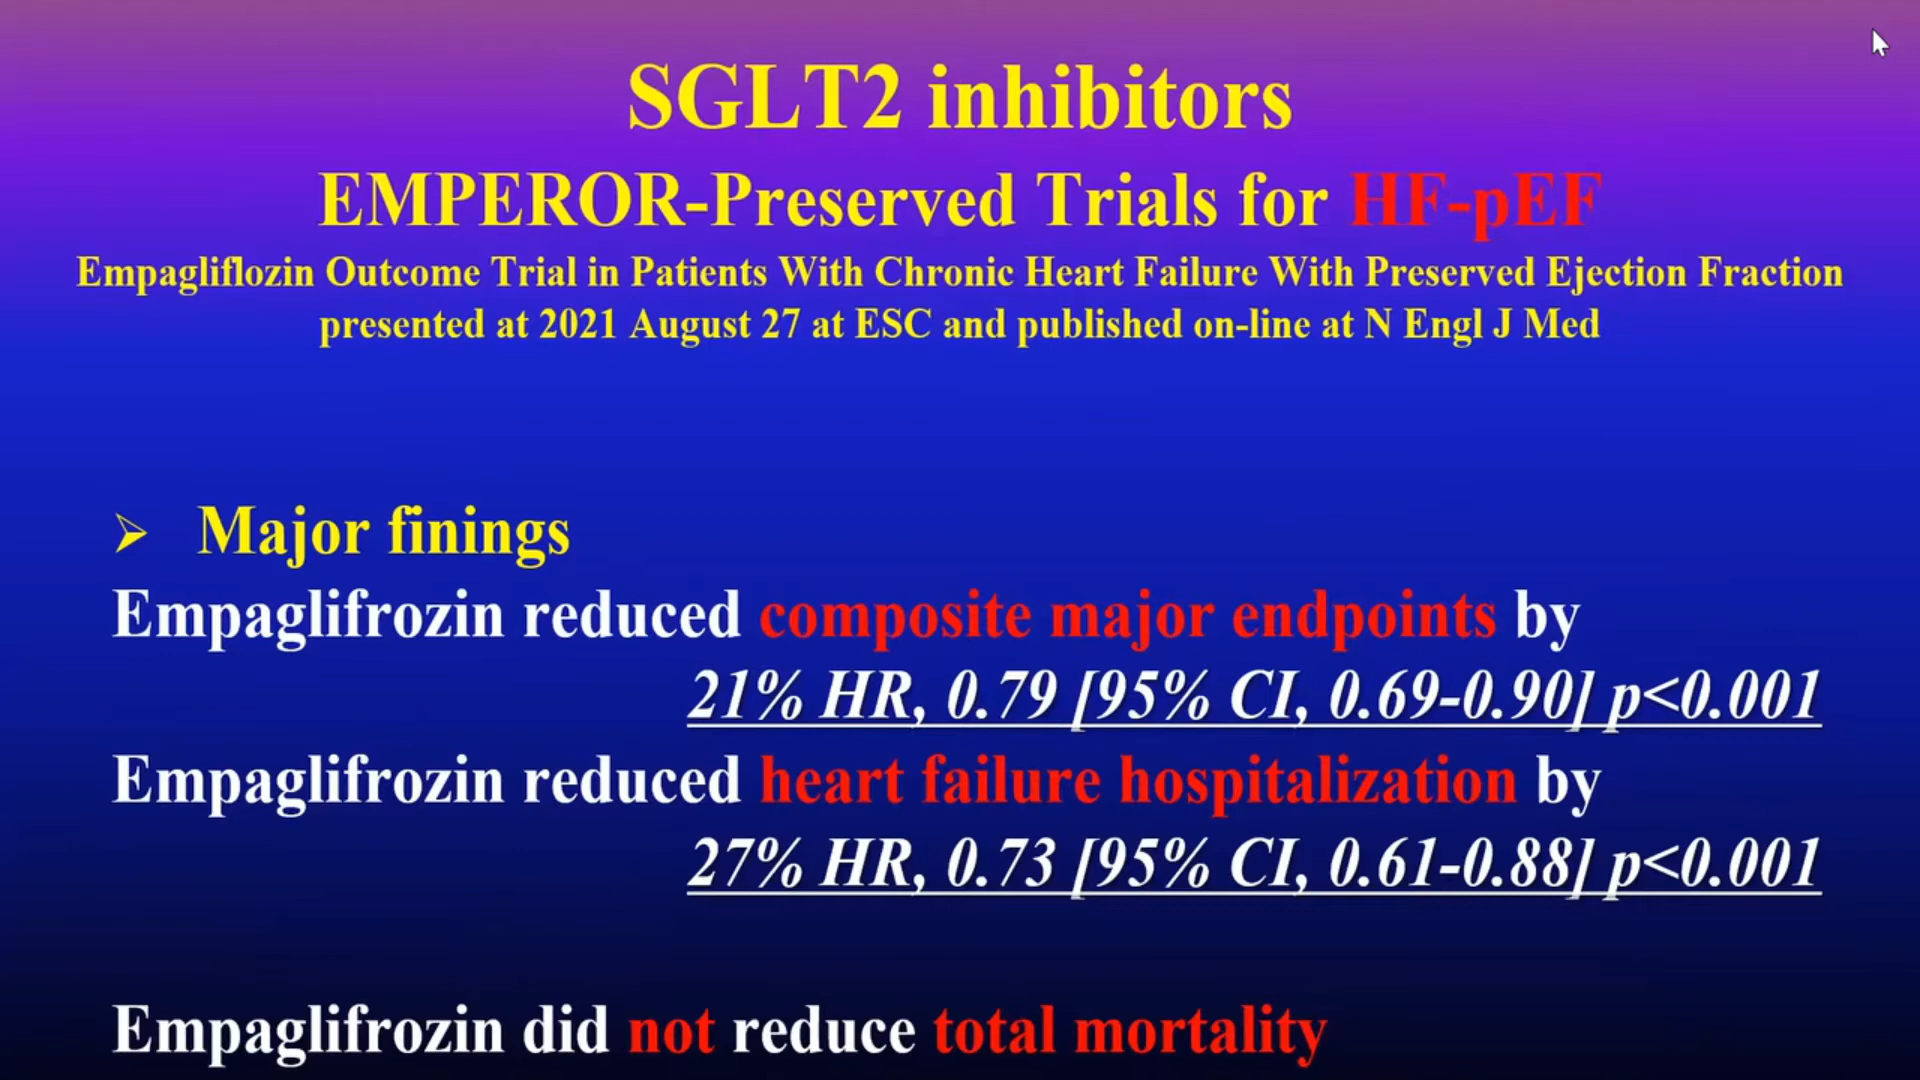 SGLT2 inhibitors
EMPEROR-Preserved Trials for HF-pEF
Empagliflozin Outcome Trial in Patients With Chronic Heart Failure With Preserved Ejection Fraction
presented at 2021 August 27 at ESC and published on-line at N Engl J Med
➢ Major finings
Empaglifrozin reduced composite major endpoints by
21% HR, 0.79 [95% CI, 0.69-0.90] p<0.001
Empaglifrozin reduced heart failure hospitalization by
27% HR, 0.73 [95% CI, 0.61-0.88] p<0.001
Empaglifrozin did not reduce total mortality